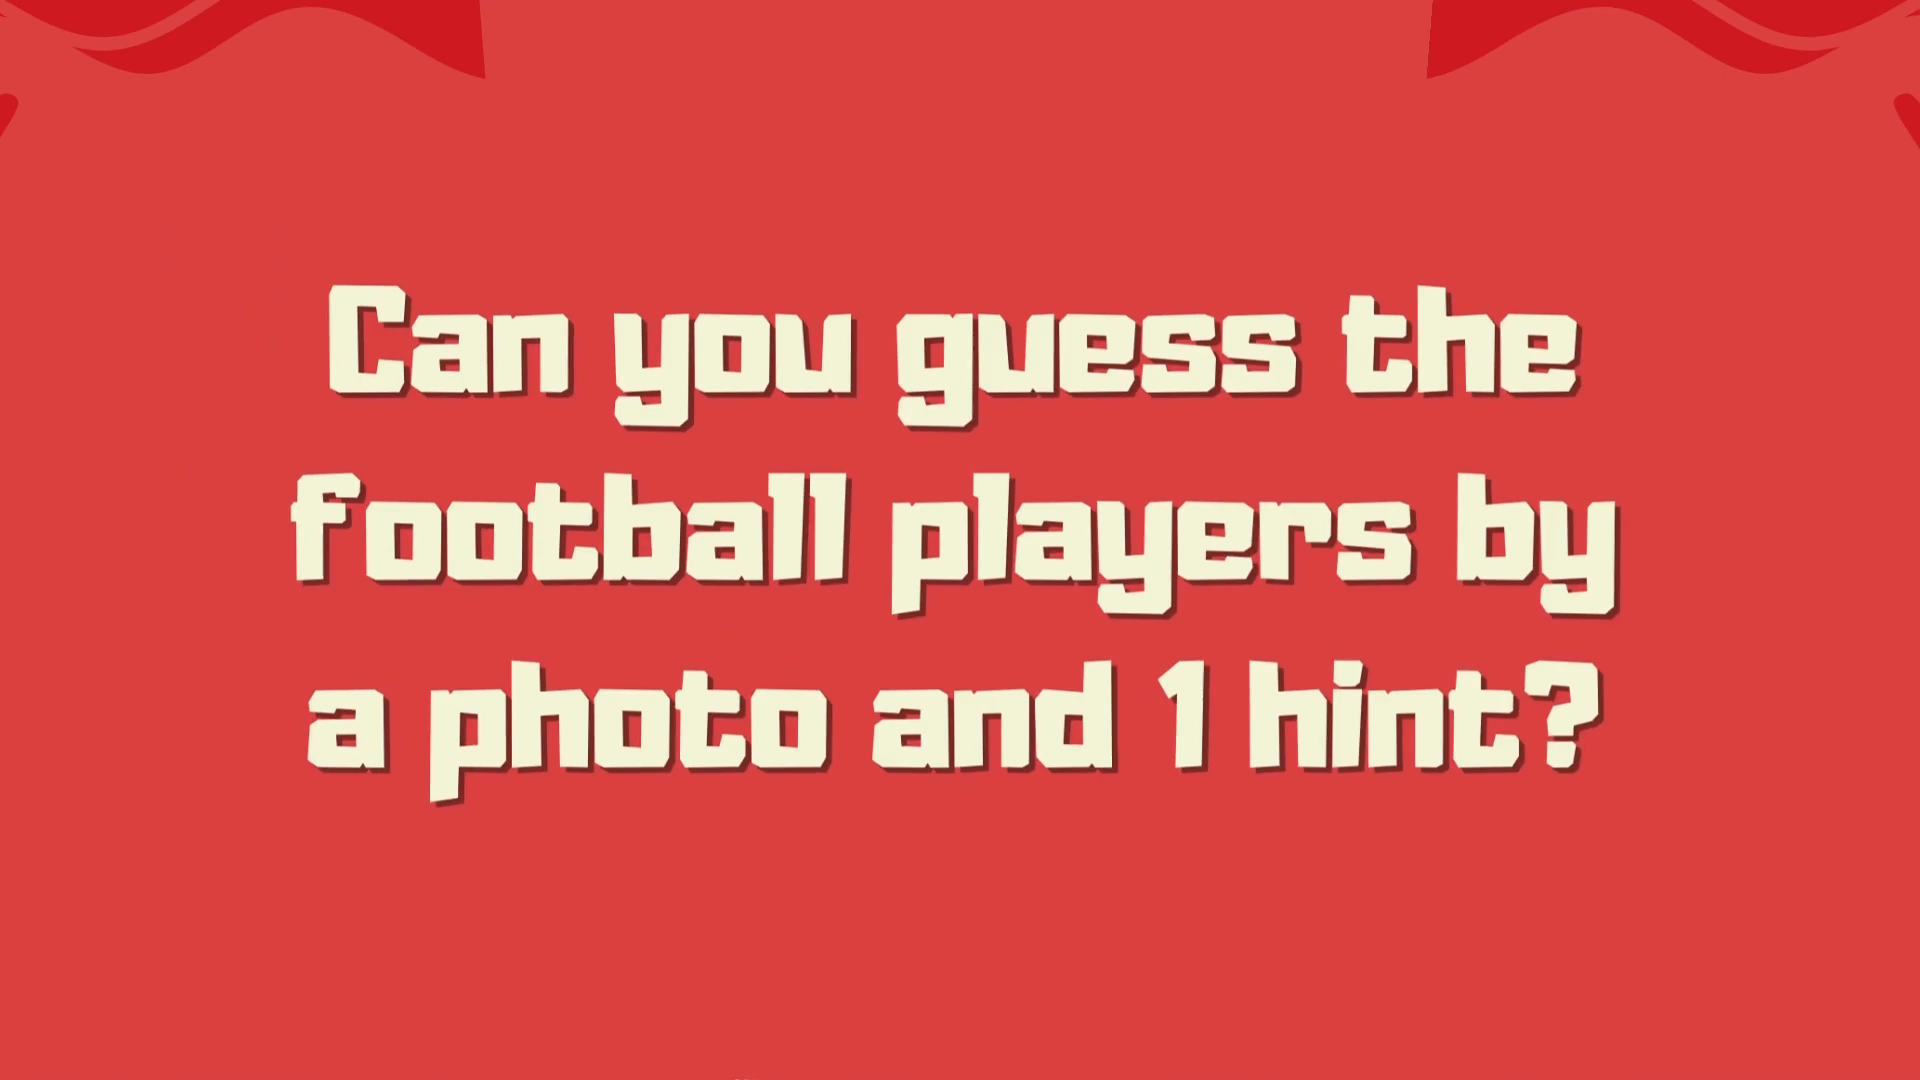 Can you guess the
football players by
a photo and 1 hint?